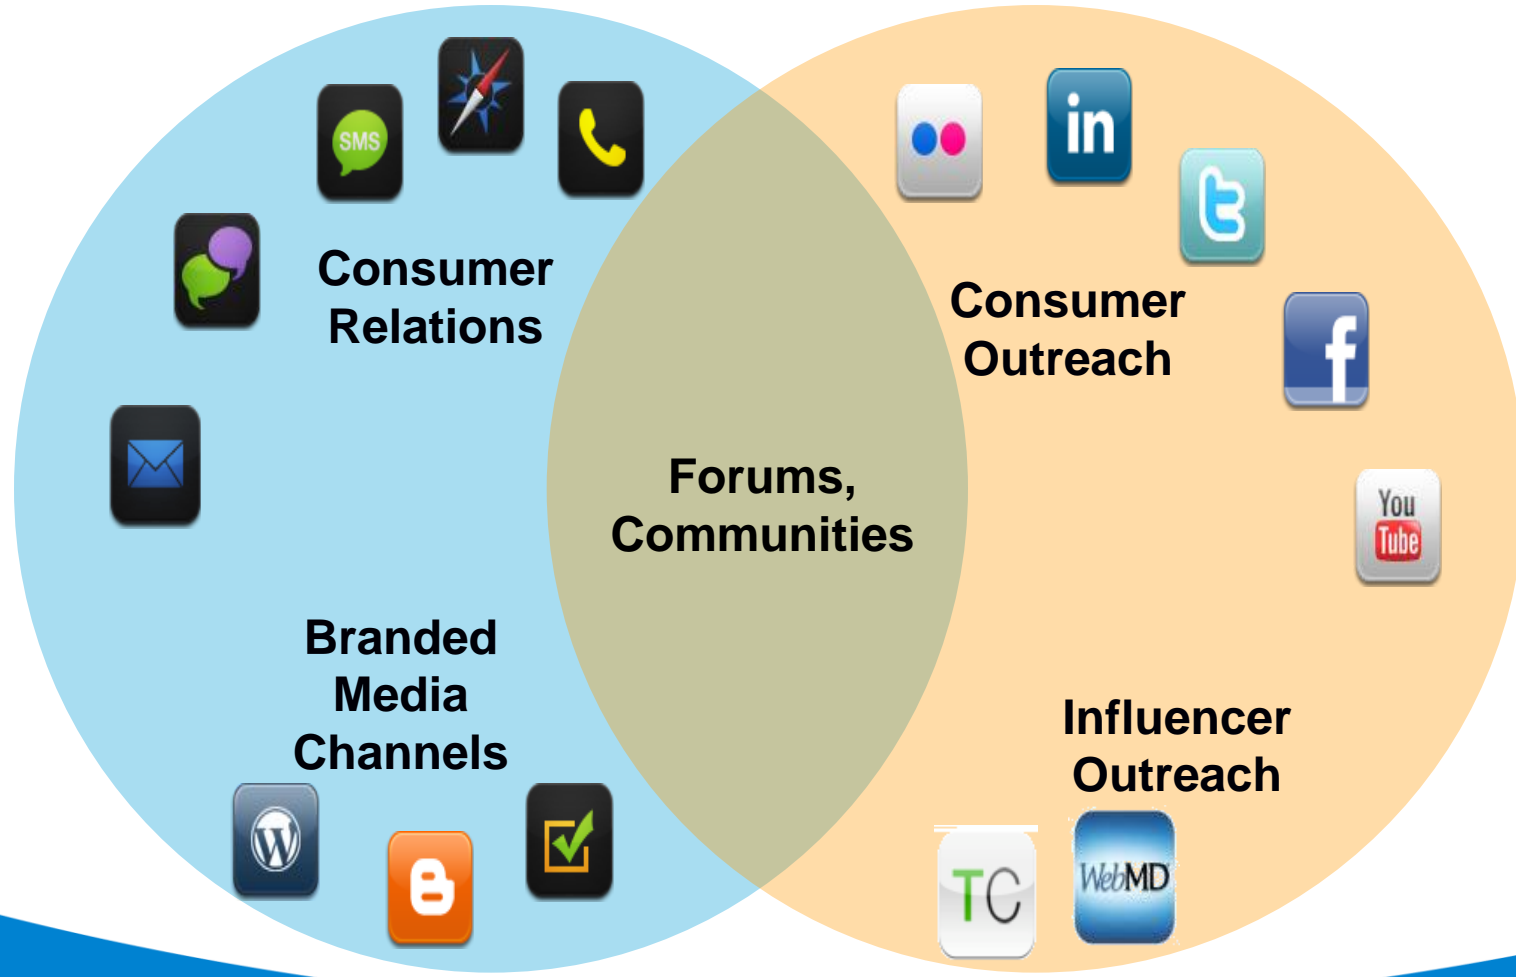 SMS
in
Consumer
Relations
Consumer
Outreach
f
You
Tube
Forums,
Communities
Branded
Media
Channels
Influencer
Outreach
TC
WebMD